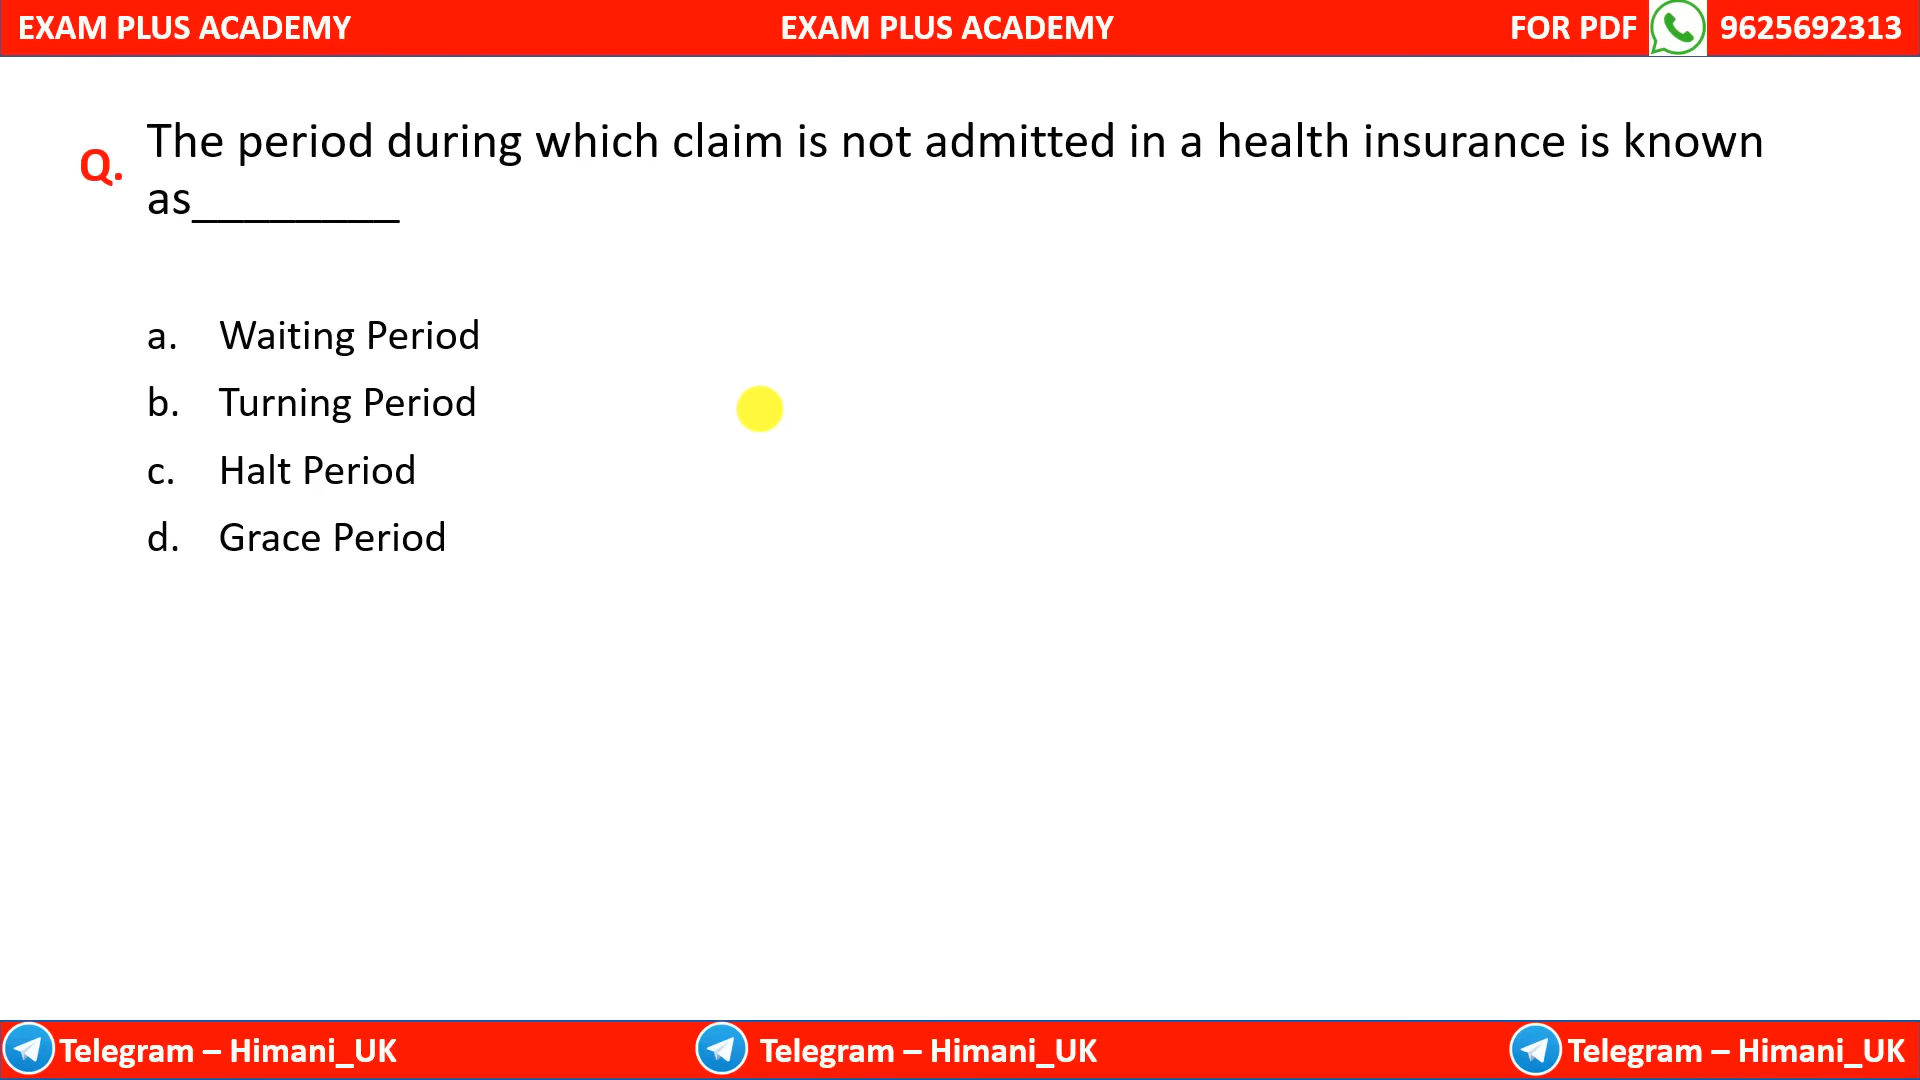 EXAM PLUS ACADEMY EXAM PLUS ACADEMY FOR PDF 9625692313
Q. The period during which claim is not admitted in a health insurance is known
as________
a. Waiting Period
b. Turning Period
c. Halt Period
d. Grace Period
Telegram – Himani_UK Telegram – Himani_UK Telegram – Himani_UK